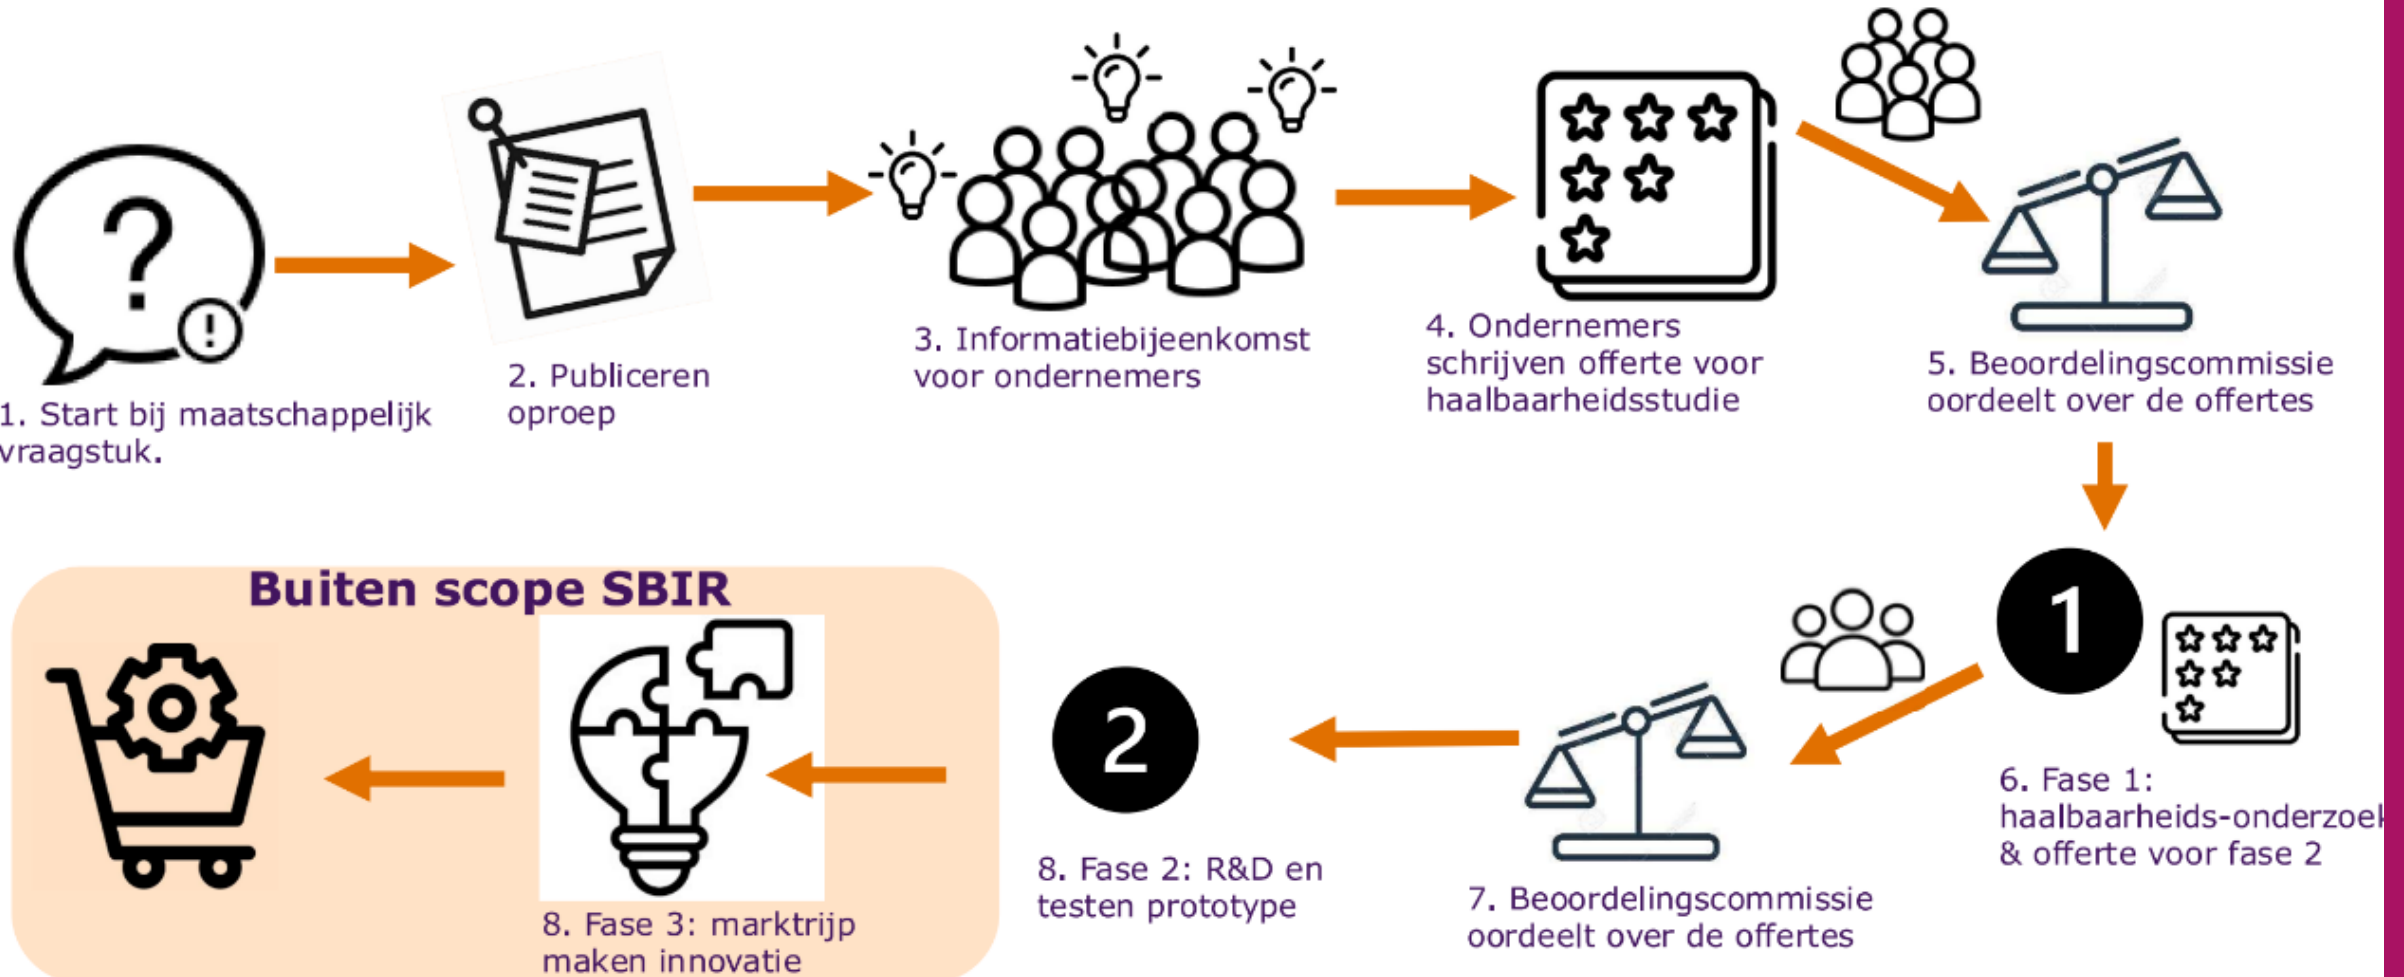 1. Start bij maatschappelijk
vraagstuk.
2. Publiceren
oproep
3. Informatiebijeenkomst
voor ondernemers
4. Ondernemers
schrijven offerte voor
haalbaarheidsstudie
5. Beoordelingscommissie
oordeelt over de offertes
1
6. Fase 1:
haalbaarheids-onderzoek
& offerte voor fase 2
7. Beoordelingscommissie
oordeelt over de offertes
2
8. Fase 2: R&D en
testen prototype
Buiten scope SBIR
8. Fase 3: marktrijp
maken innovatie